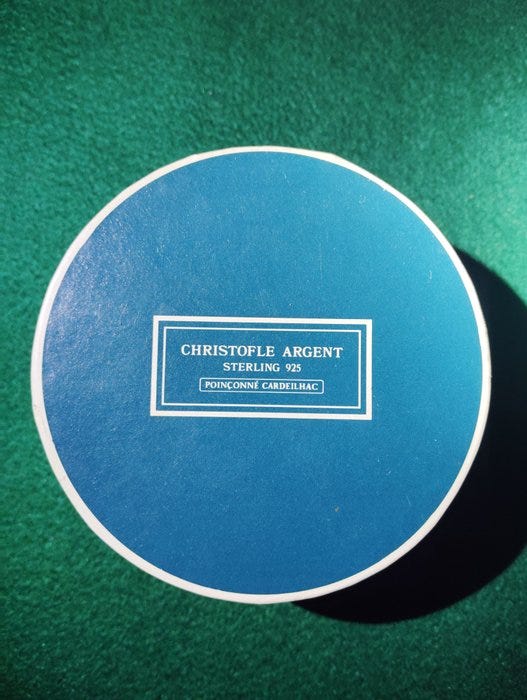 CHRISTOFLE ARGENT
STERLING 925
POINÇONNÉ CARDEILHAC